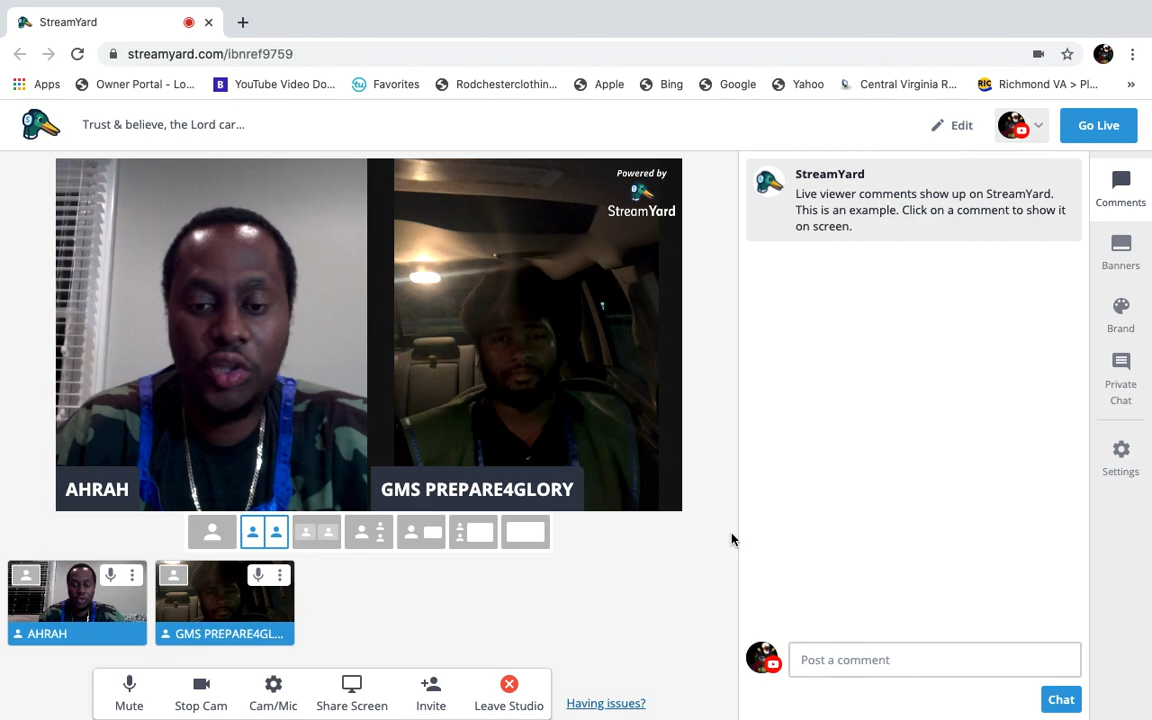 StreamYard
streamyard.com/ibnref9759
Apps
Owner Portal - Lo...
YouTube Video Do...
Favorites
Rodchesterclothin...
Apple
Bing
Google
Yahoo
Central Virginia R...
Richmond VA > Pl...
»
Trust & believe, the Lord car...
Edit
Go Live
Powered by
StreamYard
AHRAH
GMS PREPARE4GLORY
StreamYard
Live viewer comments show up on StreamYard.
This is an example. Click on a comment to show it
on screen.
Comments
Banners
Brand
Private
Chat
Settings
AHRAH
GMS PREPARE4GL...
Post a comment
Chat
Mute
Stop Cam
Cam/Mic
Share Screen
Invite
Leave Studio
Having issues?